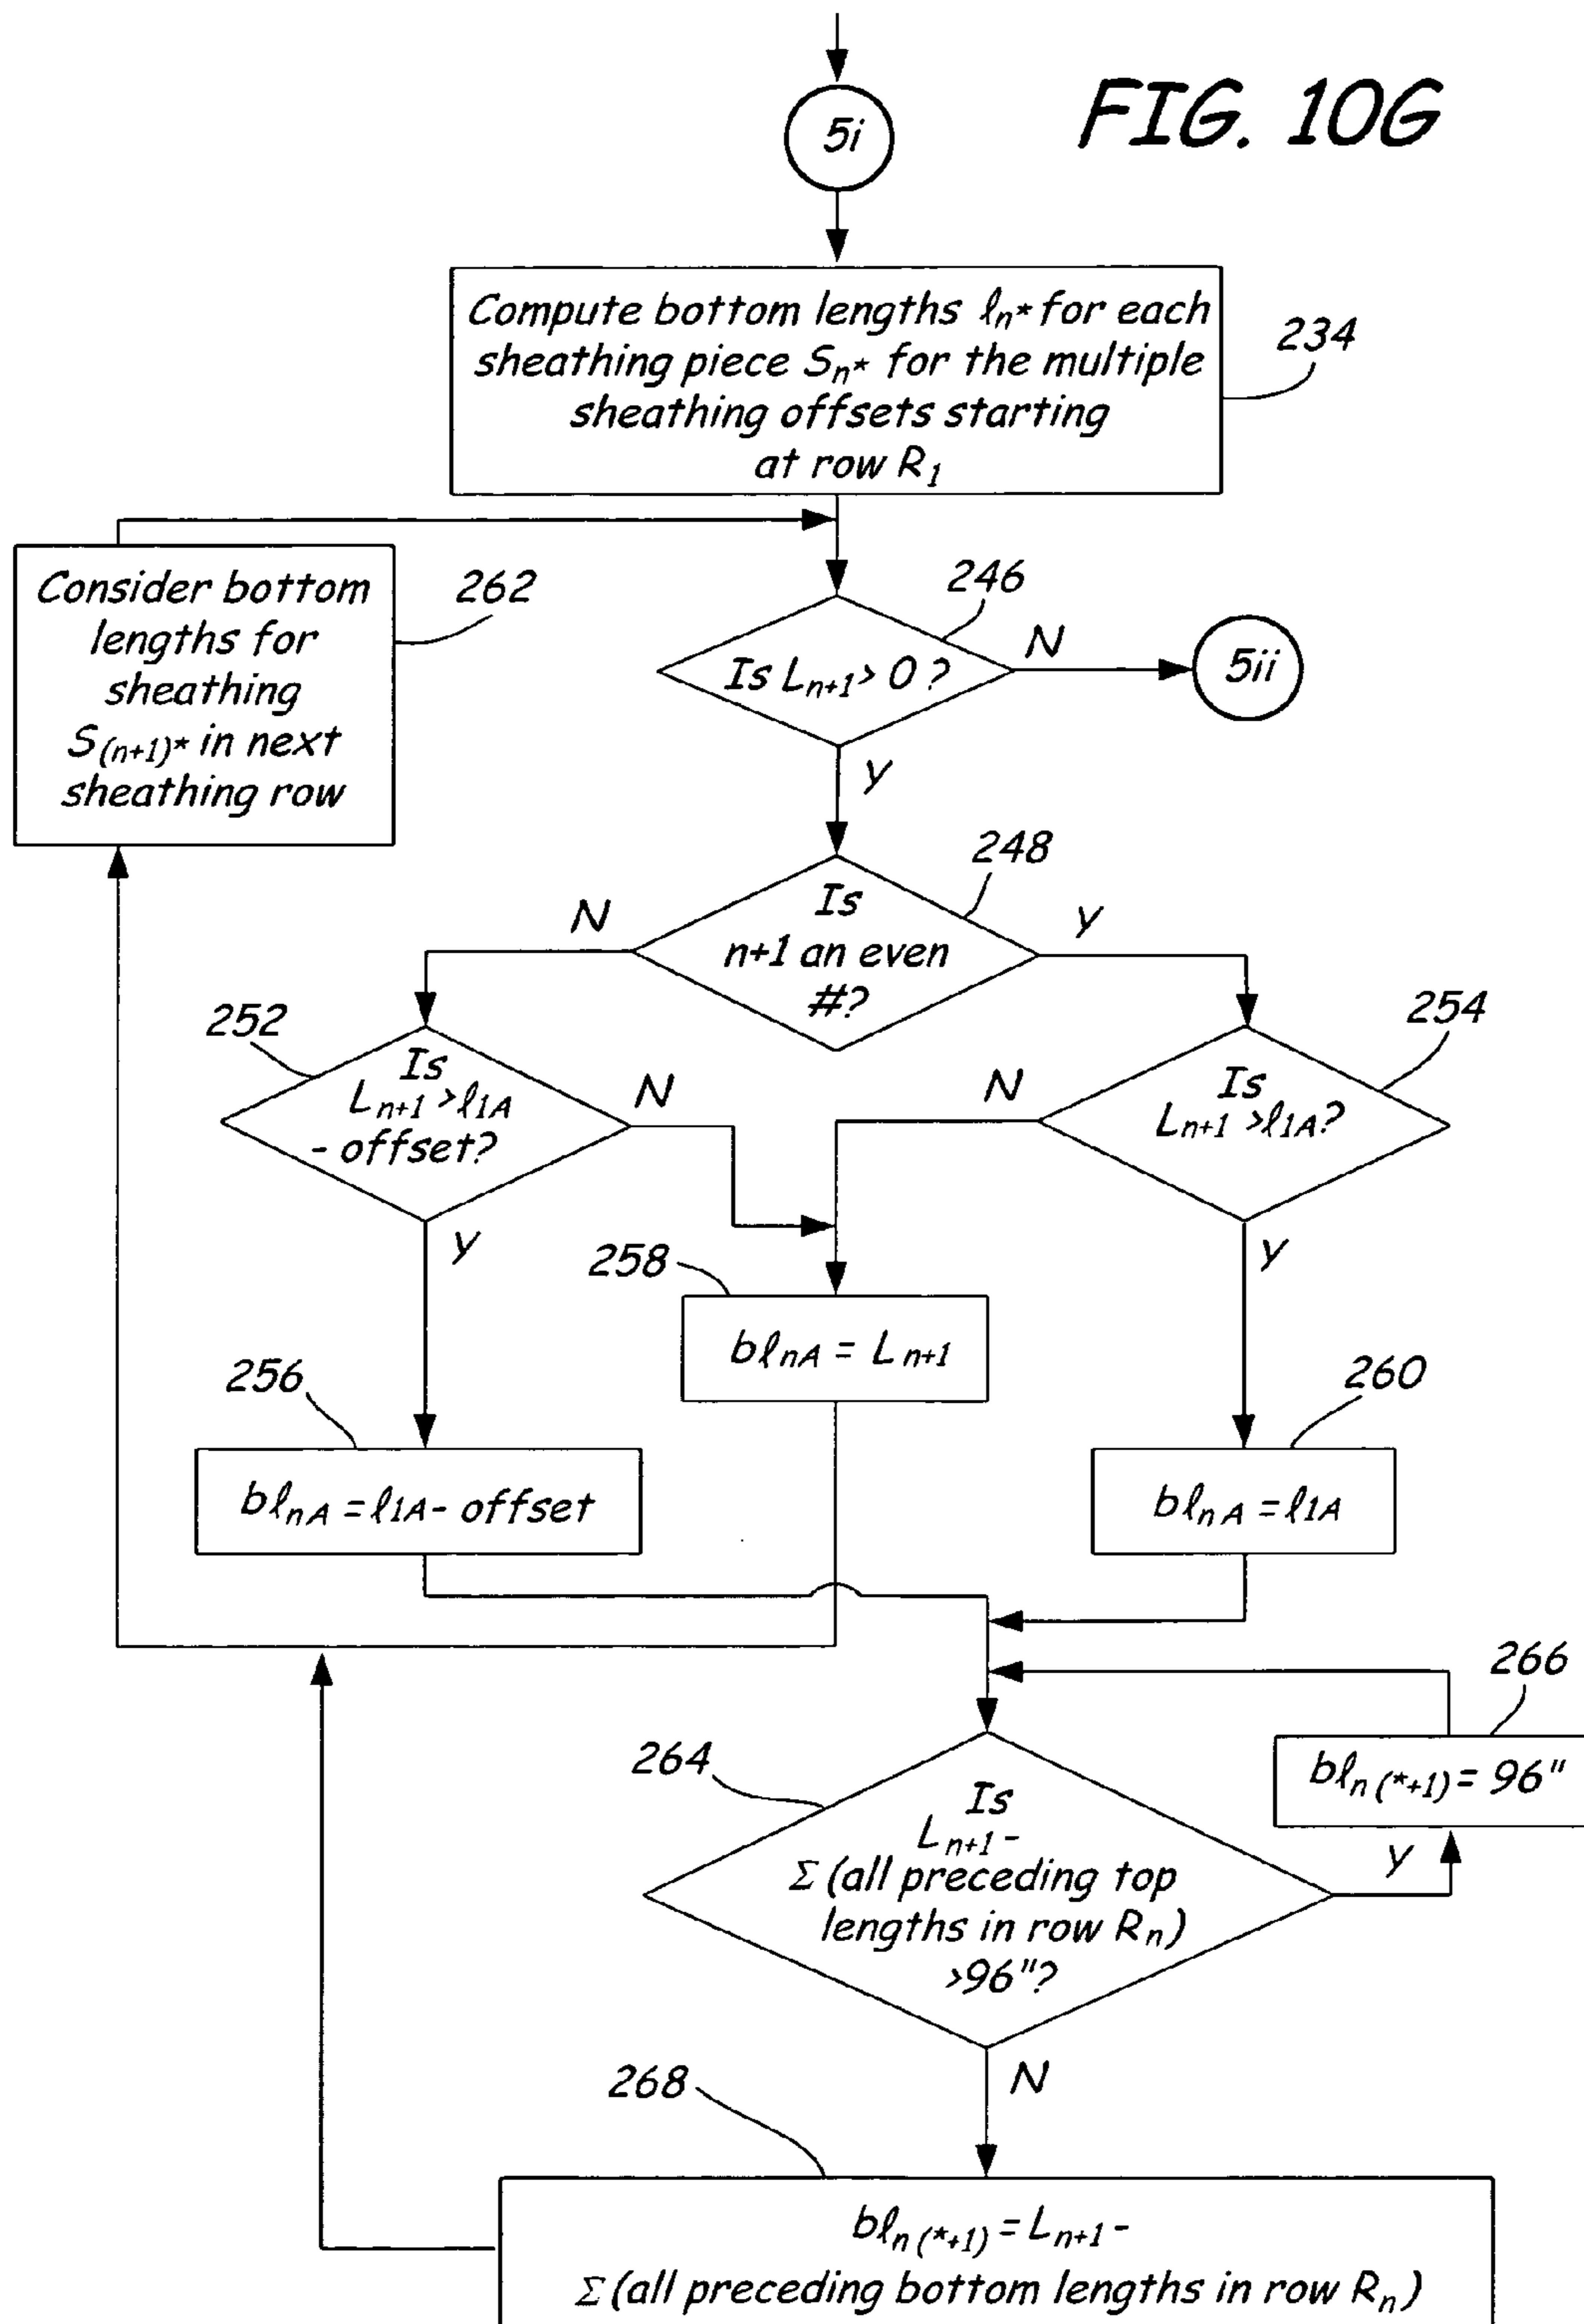 FIG. 10G
5i
Compute bottom lengths ℓn* for each
sheathing piece Sn* for the multiple
sheathing offsets starting
at row R1
234
Consider bottom
lengths for
sheathing
S(n+1)* in next
sheathing row
262
246
Is Ln+1 > 0 ?
N
5ii
Y
248
Is
n+1 an even
#?
N
Y
252
Is
Ln+1 >ℓ1A
- offset?
N
Y
254
Is
Ln+1 >ℓ1A?
N
Y
258
bℓnA = Ln+1
256
bℓnA = ℓ1A - offset
260
bℓnA = ℓ1A
266
bℓn(*+1) = 96"
264
Is
Ln+1 -
Σ (all preceding top
lengths in row Rn)
>96"?
Y
N
268
bℓn(*+1) = Ln+1 -
Σ (all preceding bottom lengths in row Rn)